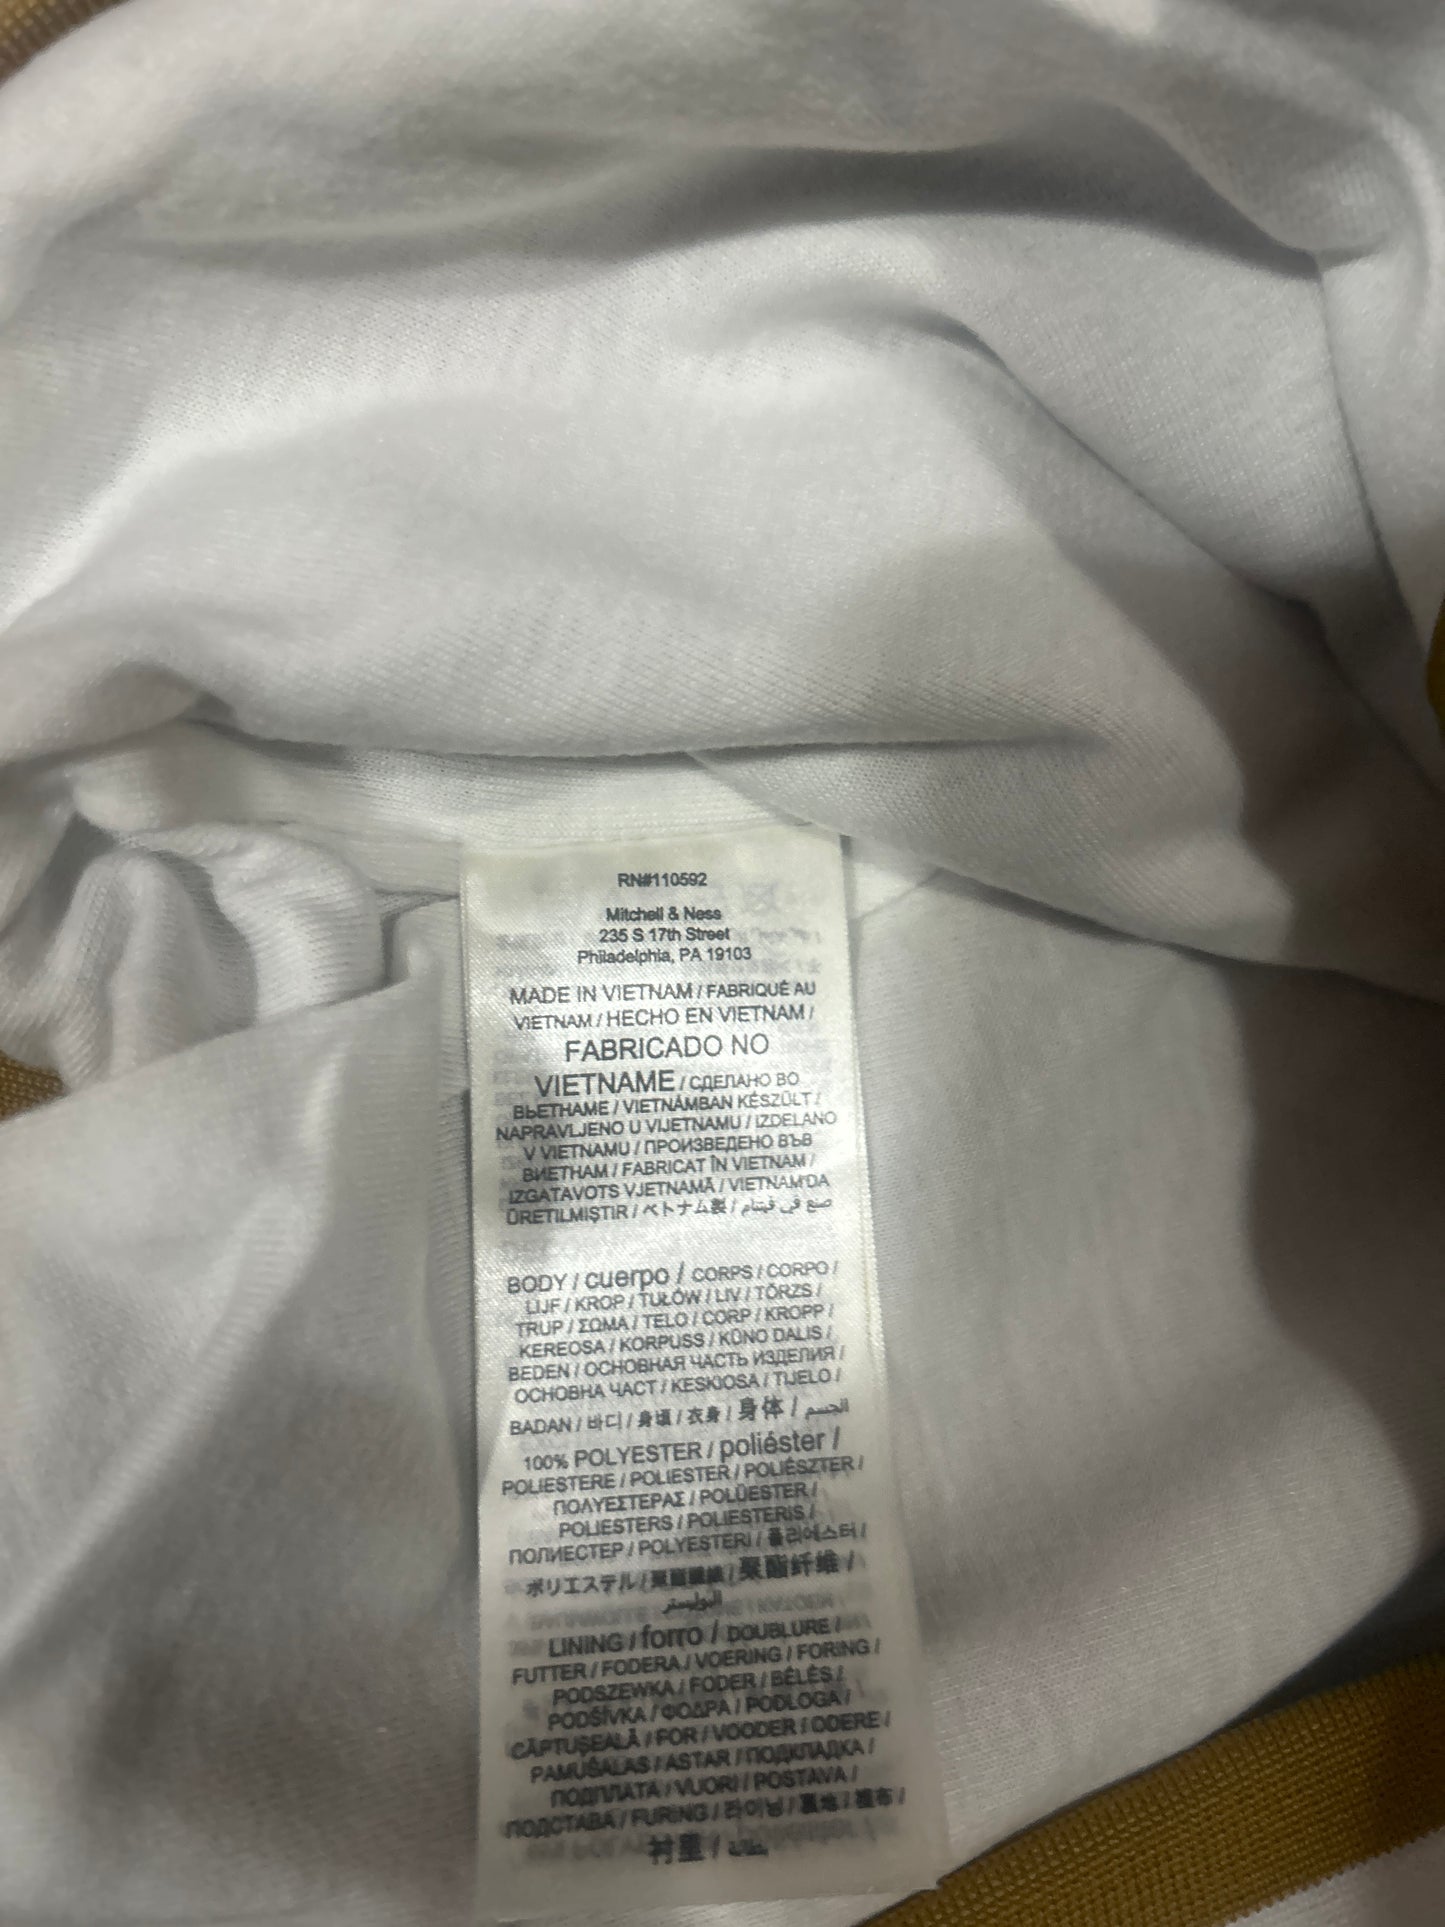 RN#110592
Mitchell & Ness
235 S 17th Street
Philadelphia, PA 19103
MADE IN VIETNAM / FABRIQUÉ AU
VIETNAM / HECHO EN VIETNAM /
FABRICADO NO
VIETNAME / СДЕЛАНО ВО
ВЬЕТНАМЕ / VIETNÁMBAN KÉSZÜLT /
NAPRAVLJENO U VIJETNAMU / IZDELANO
V VIETNAMU / ПРОИЗВЕДЕНО ВЪВ
ВИЕТНАМ / FABRICAT ÎN VIETNAM /
IZGATAVOTS VJETNAMĀ / VIETNAM'DA
ÜRETILMIŞTIR / ベトナム製 / صنع في فيتنام
BODY / cuerpo / CORPS / CORPO /
LIJF / KROP / TUŁÓW / LIV / TÖRZS /
TRUP / ΣΩΜΑ / TELO / CORP / KROPP /
KEREOSA / KORPUSS / KŪNO DALIS /
BEDEN / ОСНОВНАЯ ЧАСТЬ ИЗДЕЛИЯ /
ОСНОВНА ЧАСТ / KESKIOSA / TIJELO /
BADAN / 바디 / 身頃 / 衣身 / 身体 / الجسم
100% POLYESTER / poliéster /
POLIESTERE / POLIESTER / POLIÉSZTER /
ΠΟΛΥΕΣΤΕΡΑΣ / POLÜESTER /
POLIESTERS / POLIESTERIS /
ПОЛИЕСТЕР / POLYESTERI / 폴리에스터 /
ポリエステル / 聚酯纖維 / 聚酯纤维 /
البوليستر
LINING / forro / DOUBLURE /
FUTTER / FODERA / VOERING / FORING /
PODSZEWKA / FODER / BÉLÉS /
PODŠÍVKA / ΦΟΔΡΑ / PODLOGA /
CĂPTUŞEALĂ / FOR / VOODER / ODERE /
PAMUŠALAS / ASTAR / ПОДКЛАДКА /
ПОДПЛАТА / VUORI / POSTAVA /
ПОДСТАВА / FURING / 라이닝 / 裏地 / 裡布 /
衬里 /